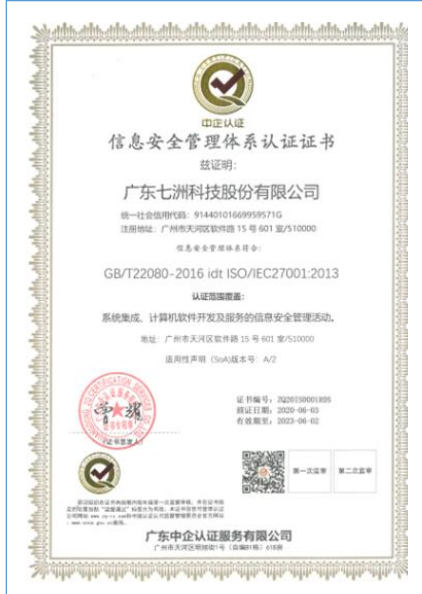 中企认证
信息安全管理体系认证证书
兹证明：
广东七洲科技股份有限公司
统一社会信用代码：91440101669959571G
注册地址：广州市天河区软件路 15 号 601 室/510000
信息安全管理体系符合：
GB/T22080-2016 idt ISO/IEC27001:2013
认证范围覆盖：
系统集成、计算机软件开发及服务的信息安全管理活动。
地址：广州市天河区软件路 15 号 601 室/510000
适用性声明（SoA)版本号：A/2
证书编号：ZQ20IS0001R0S
颁证日期：2020-06-03
有效期至：2023-06-02
（证书签发人）
第一次监审 第二次监审
广东中企认证服务有限公司